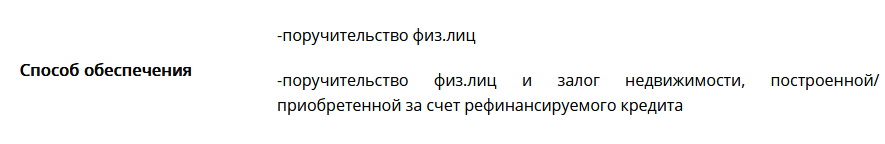 -поручительство физ.лиц
Способ обеспечения
-поручительство физ.лиц и залог недвижимости, построенной/
приобретенной за счет рефинансируемого кредита